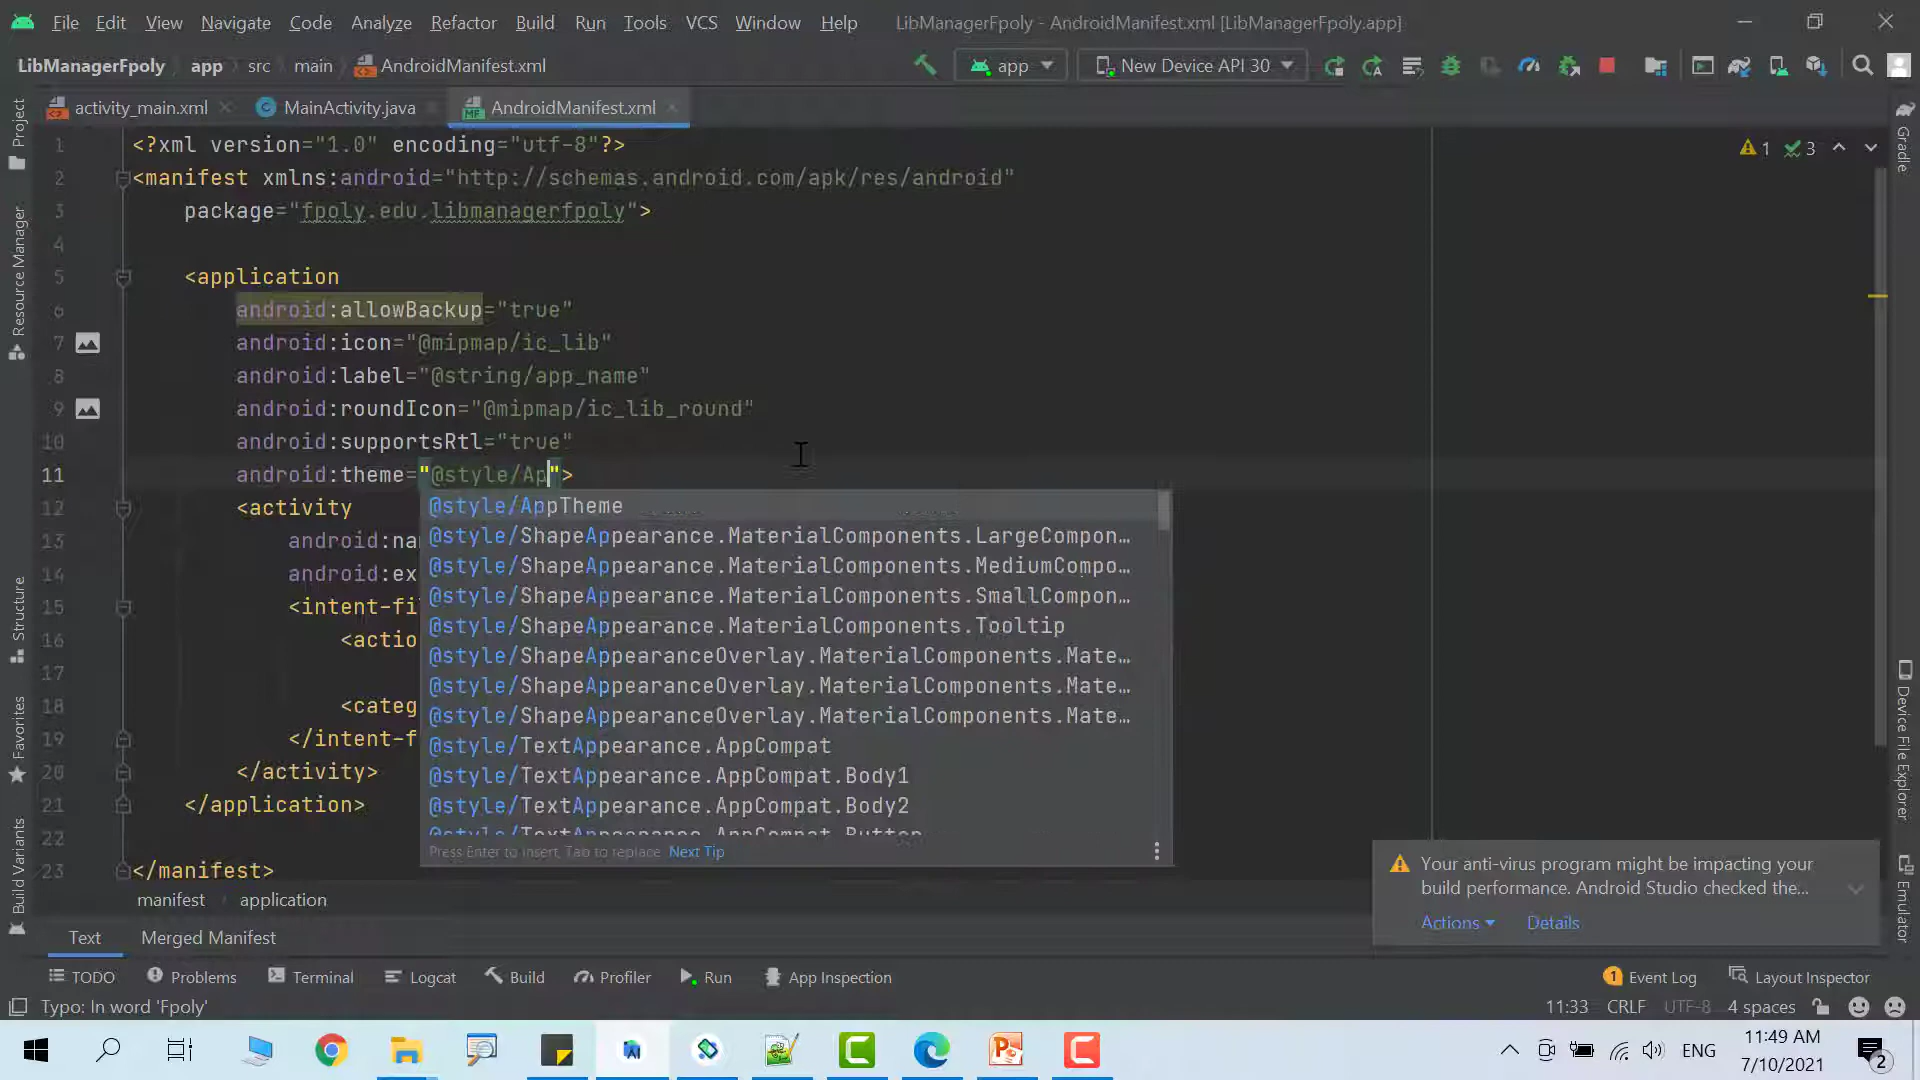 File Edit View Navigate Code Analyze Refactor Build Run Tools VCS Window Help LibManagerFpoly - AndroidManifest.xml [LibManagerFpoly.app]
LibManagerFpoly app src main AndroidManifest.xml app New Device API 30
activity_main.xml MainActivity.java AndroidManifest.xml
1 <?xml version="1.0" encoding="utf-8"?>
2 <manifest xmlns:android="http://schemas.android.com/apk/res/android"
3 package="fpoly.edu.libmanagerfpoly">
4
5 <application
6 android:allowBackup="true"
7 android:icon="@mipmap/ic_lib"
8 android:label="@string/app_name"
9 android:roundIcon="@mipmap/ic_lib_round"
10 android:supportsRtl="true"
11 android:theme="@style/Ap">
12 <activity
13 android:na
14 android:ex
15 <intent-fi
16 <actio
17
18 <categ
19 </intent-f
20 </activity>
21 </application>
22
23 </manifest>
@style/AppTheme
@style/ShapeAppearance.MaterialComponents.LargeCompon…
@style/ShapeAppearance.MaterialComponents.MediumCompo…
@style/ShapeAppearance.MaterialComponents.SmallCompon…
@style/ShapeAppearance.MaterialComponents.Tooltip
@style/ShapeAppearanceOverlay.MaterialComponents.Mate…
@style/ShapeAppearanceOverlay.MaterialComponents.Mate…
@style/ShapeAppearanceOverlay.MaterialComponents.Mate…
@style/TextAppearance.AppCompat
@style/TextAppearance.AppCompat.Body1
@style/TextAppearance.AppCompat.Body2
@style/TextAppearance.AppCompat.Button
Press Enter to insert, Tab to replace Next Tip
1 3
Project
Resource Manager
Structure
Favorites
Build Variants
Gradle
Device File Explorer
Emulator
Your anti-virus program might be impacting your
build performance. Android Studio checked the...
Actions Details
manifest application
Text Merged Manifest
TODO Problems Terminal Logcat Build Profiler Run App Inspection 1 Event Log Layout Inspector
Typo: In word 'Fpoly' 11:33 CRLF UTF-8 4 spaces
ENG 11:49 AM
7/10/2021 2